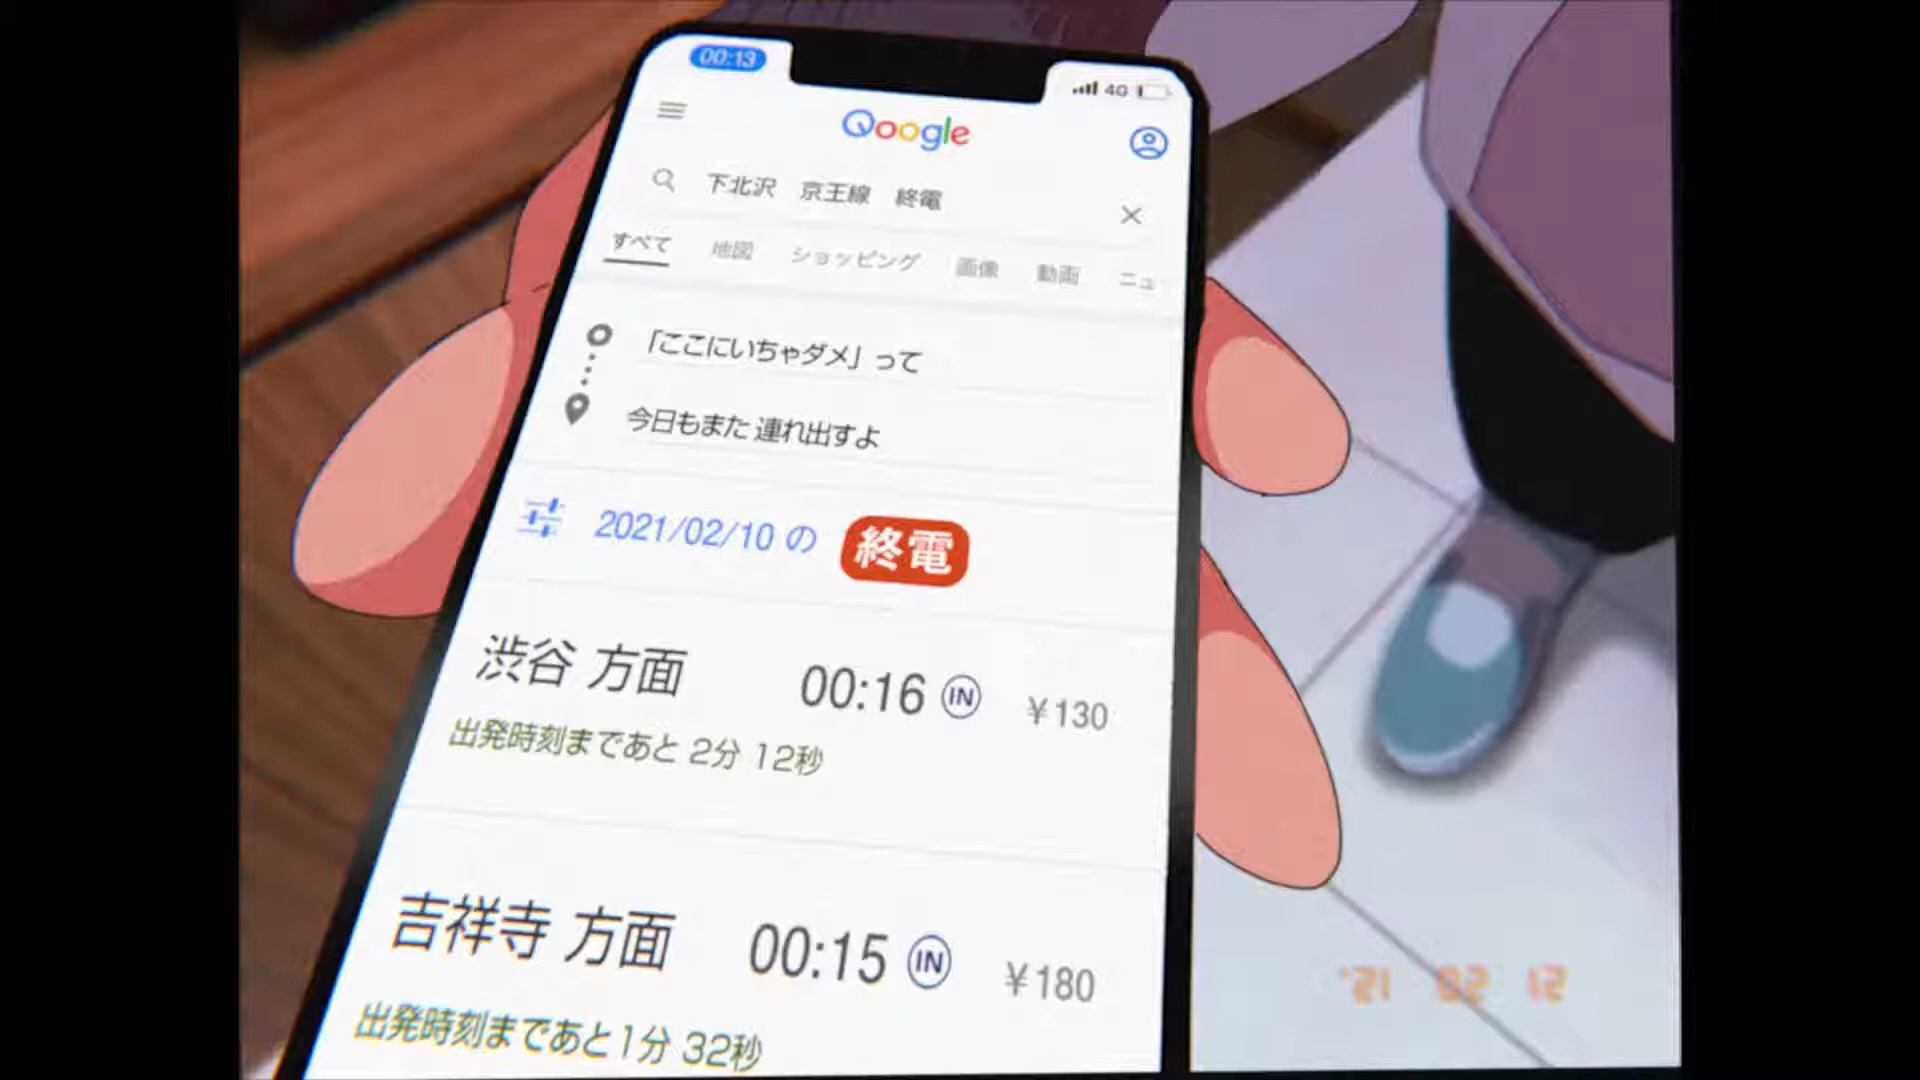 00:13
4G
Qoogle
下北沢 京王線 終電
すべて 地図 ショッピング 画像 動画 ニュ
「ここにいちゃダメ」って
今日もまた 連れ出すよ
2021/02/10 の 終電
渋谷 方面 00:16 IN ¥130
出発時刻まであと 2分 12秒
吉祥寺 方面 00:15 IN ¥180
出発時刻まであと1分 32秒
'21 02 12